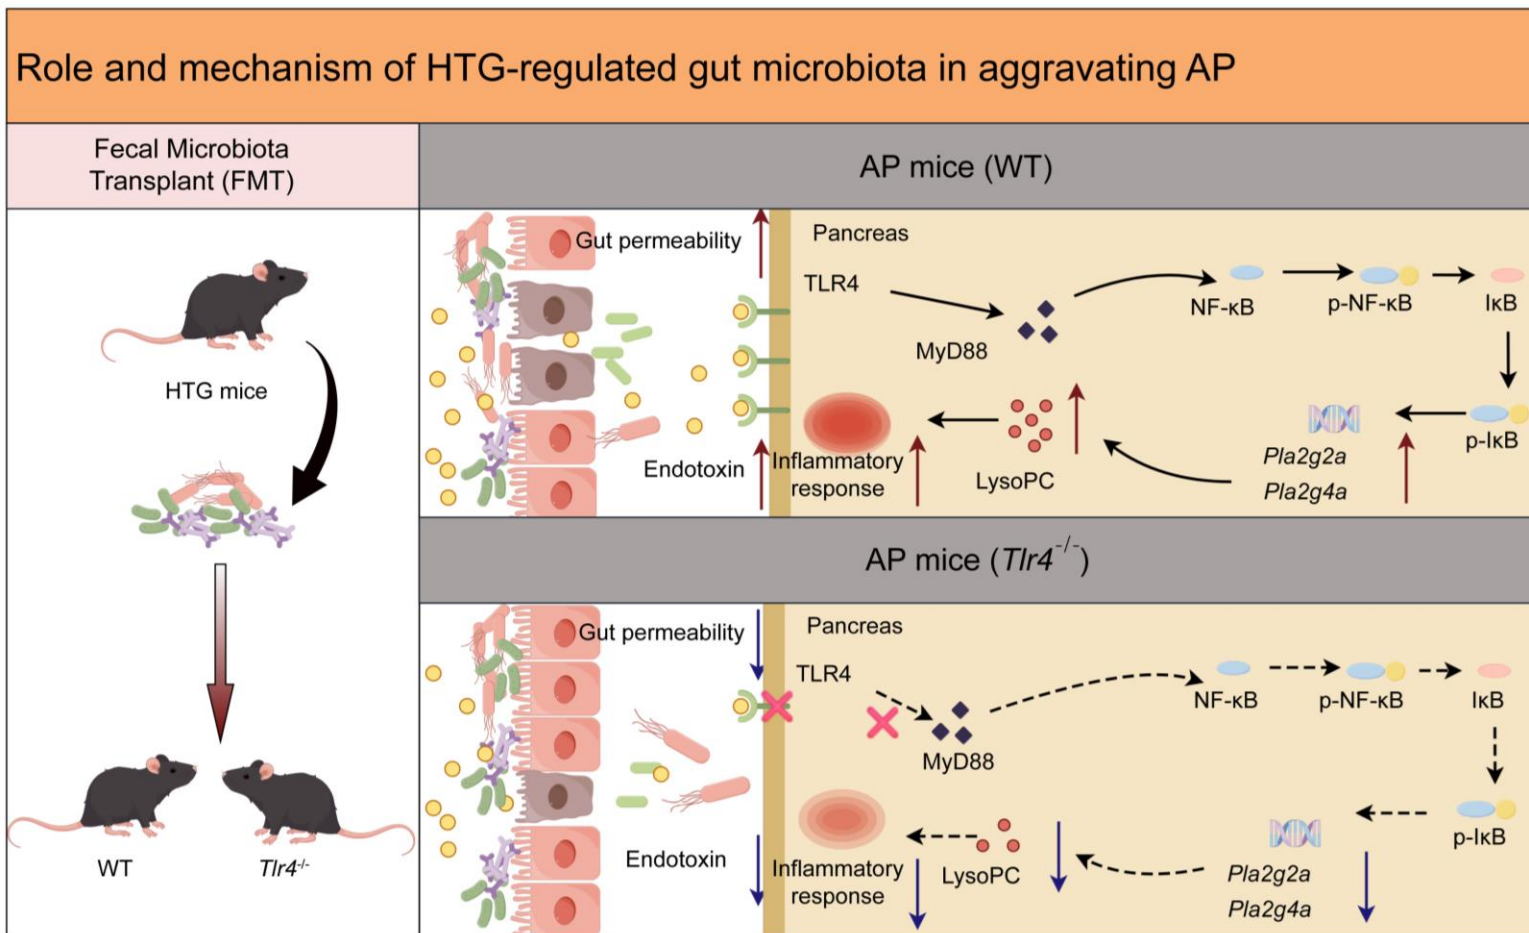 Role and mechanism of HTG-regulated gut microbiota in aggravating AP
Fecal Microbiota
Transplant (FMT)
HTG mice
WT
Tlr4-/-
AP mice (WT)
Gut permeability
Endotoxin
Pancreas
TLR4
MyD88
NF-κB
p-NF-κB
IκB
p-IκB
Pla2g2a
Pla2g4a
LysoPC
Inflammatory
response
AP mice (Tlr4-/-)
Gut permeability
Endotoxin
Pancreas
TLR4
MyD88
NF-κB
p-NF-κB
IκB
p-IκB
Pla2g2a
Pla2g4a
LysoPC
Inflammatory
response